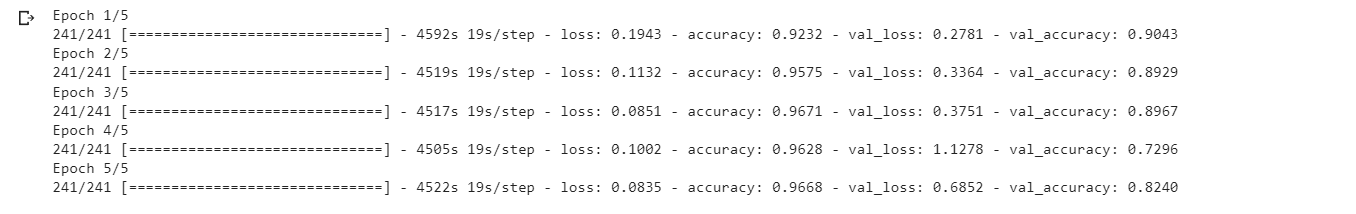 Epoch 1/5
241/241 [==============================] - 4592s 19s/step - loss: 0.1943 - accuracy: 0.9232 - val_loss: 0.2781 - val_accuracy: 0.9043
Epoch 2/5
241/241 [==============================] - 4519s 19s/step - loss: 0.1132 - accuracy: 0.9575 - val_loss: 0.3364 - val_accuracy: 0.8929
Epoch 3/5
241/241 [==============================] - 4517s 19s/step - loss: 0.0851 - accuracy: 0.9671 - val_loss: 0.3751 - val_accuracy: 0.8967
Epoch 4/5
241/241 [==============================] - 4505s 19s/step - loss: 0.1002 - accuracy: 0.9628 - val_loss: 1.1278 - val_accuracy: 0.7296
Epoch 5/5
241/241 [==============================] - 4522s 19s/step - loss: 0.0835 - accuracy: 0.9668 - val_loss: 0.6852 - val_accuracy: 0.8240